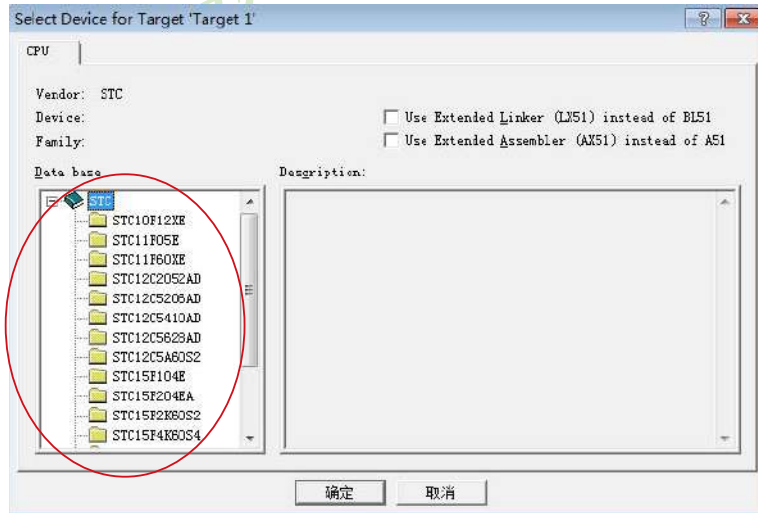 Select Device for Target 'Target 1'
CPU
Vendor: STC
Device:
Use Extended Linker (LX51) instead of BL51
Family:
Use Extended Assembler (AX51) instead of A51
Data base
Description:
STC
STC10F12XE
STC11F05E
STC11F60XE
STC12C2052AD
STC12C5206AD
STC12C5410AD
STC12C5628AD
STC12C5A60S2
STC15F104E
STC15F204EA
STC15F2K60S2
STC15F4K60S4
确定
取消